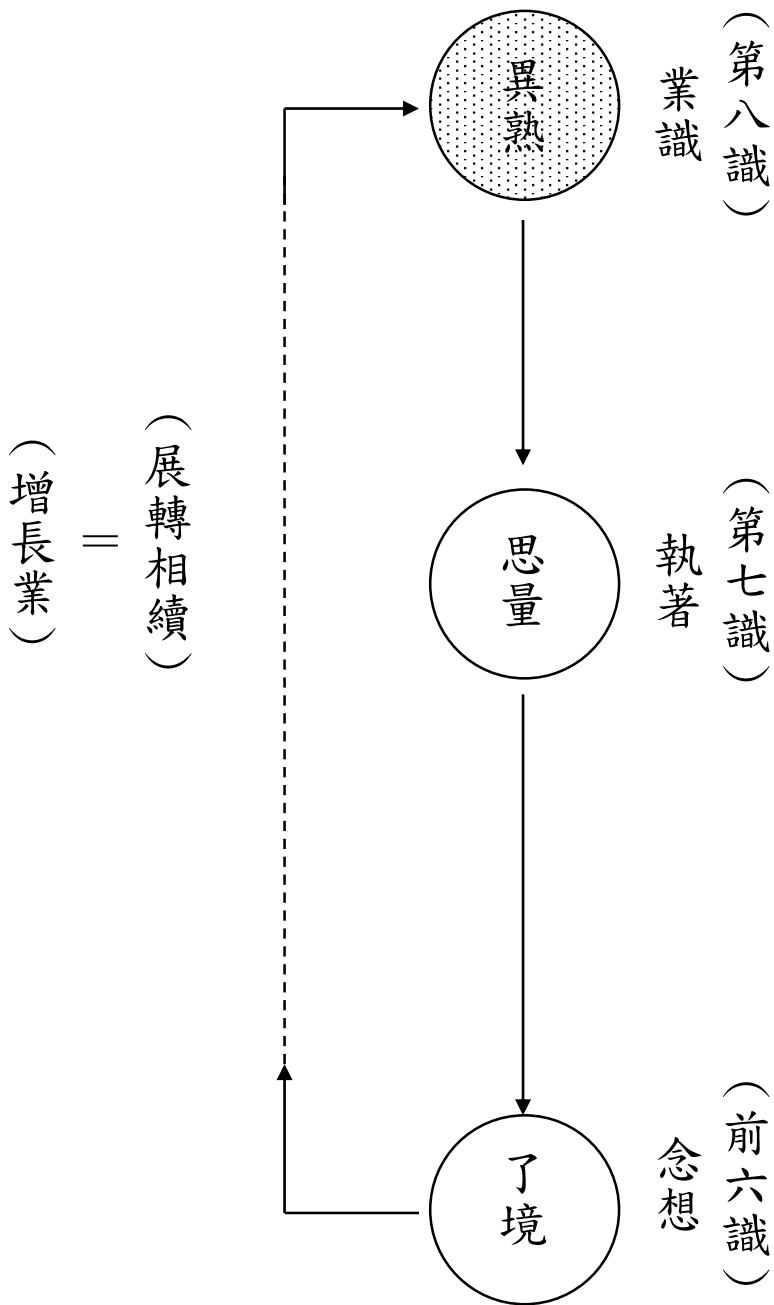 （第八識）
業識
異熟
（第七識）
執著
思量
（前六識）
念想
了境
（展轉相續）
＝
（增長業）